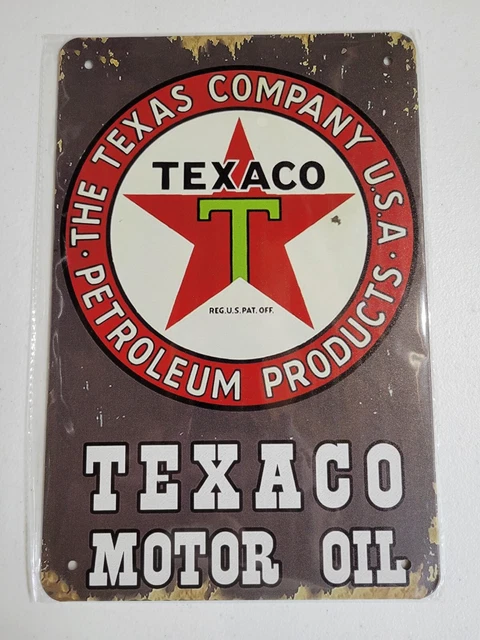 THE TEXAS COMPANY U.S.A.
TEXACO
T
REG.U.S.PAT.OFF.
PETROLEUM PRODUCTS
TEXACO
MOTOR OIL